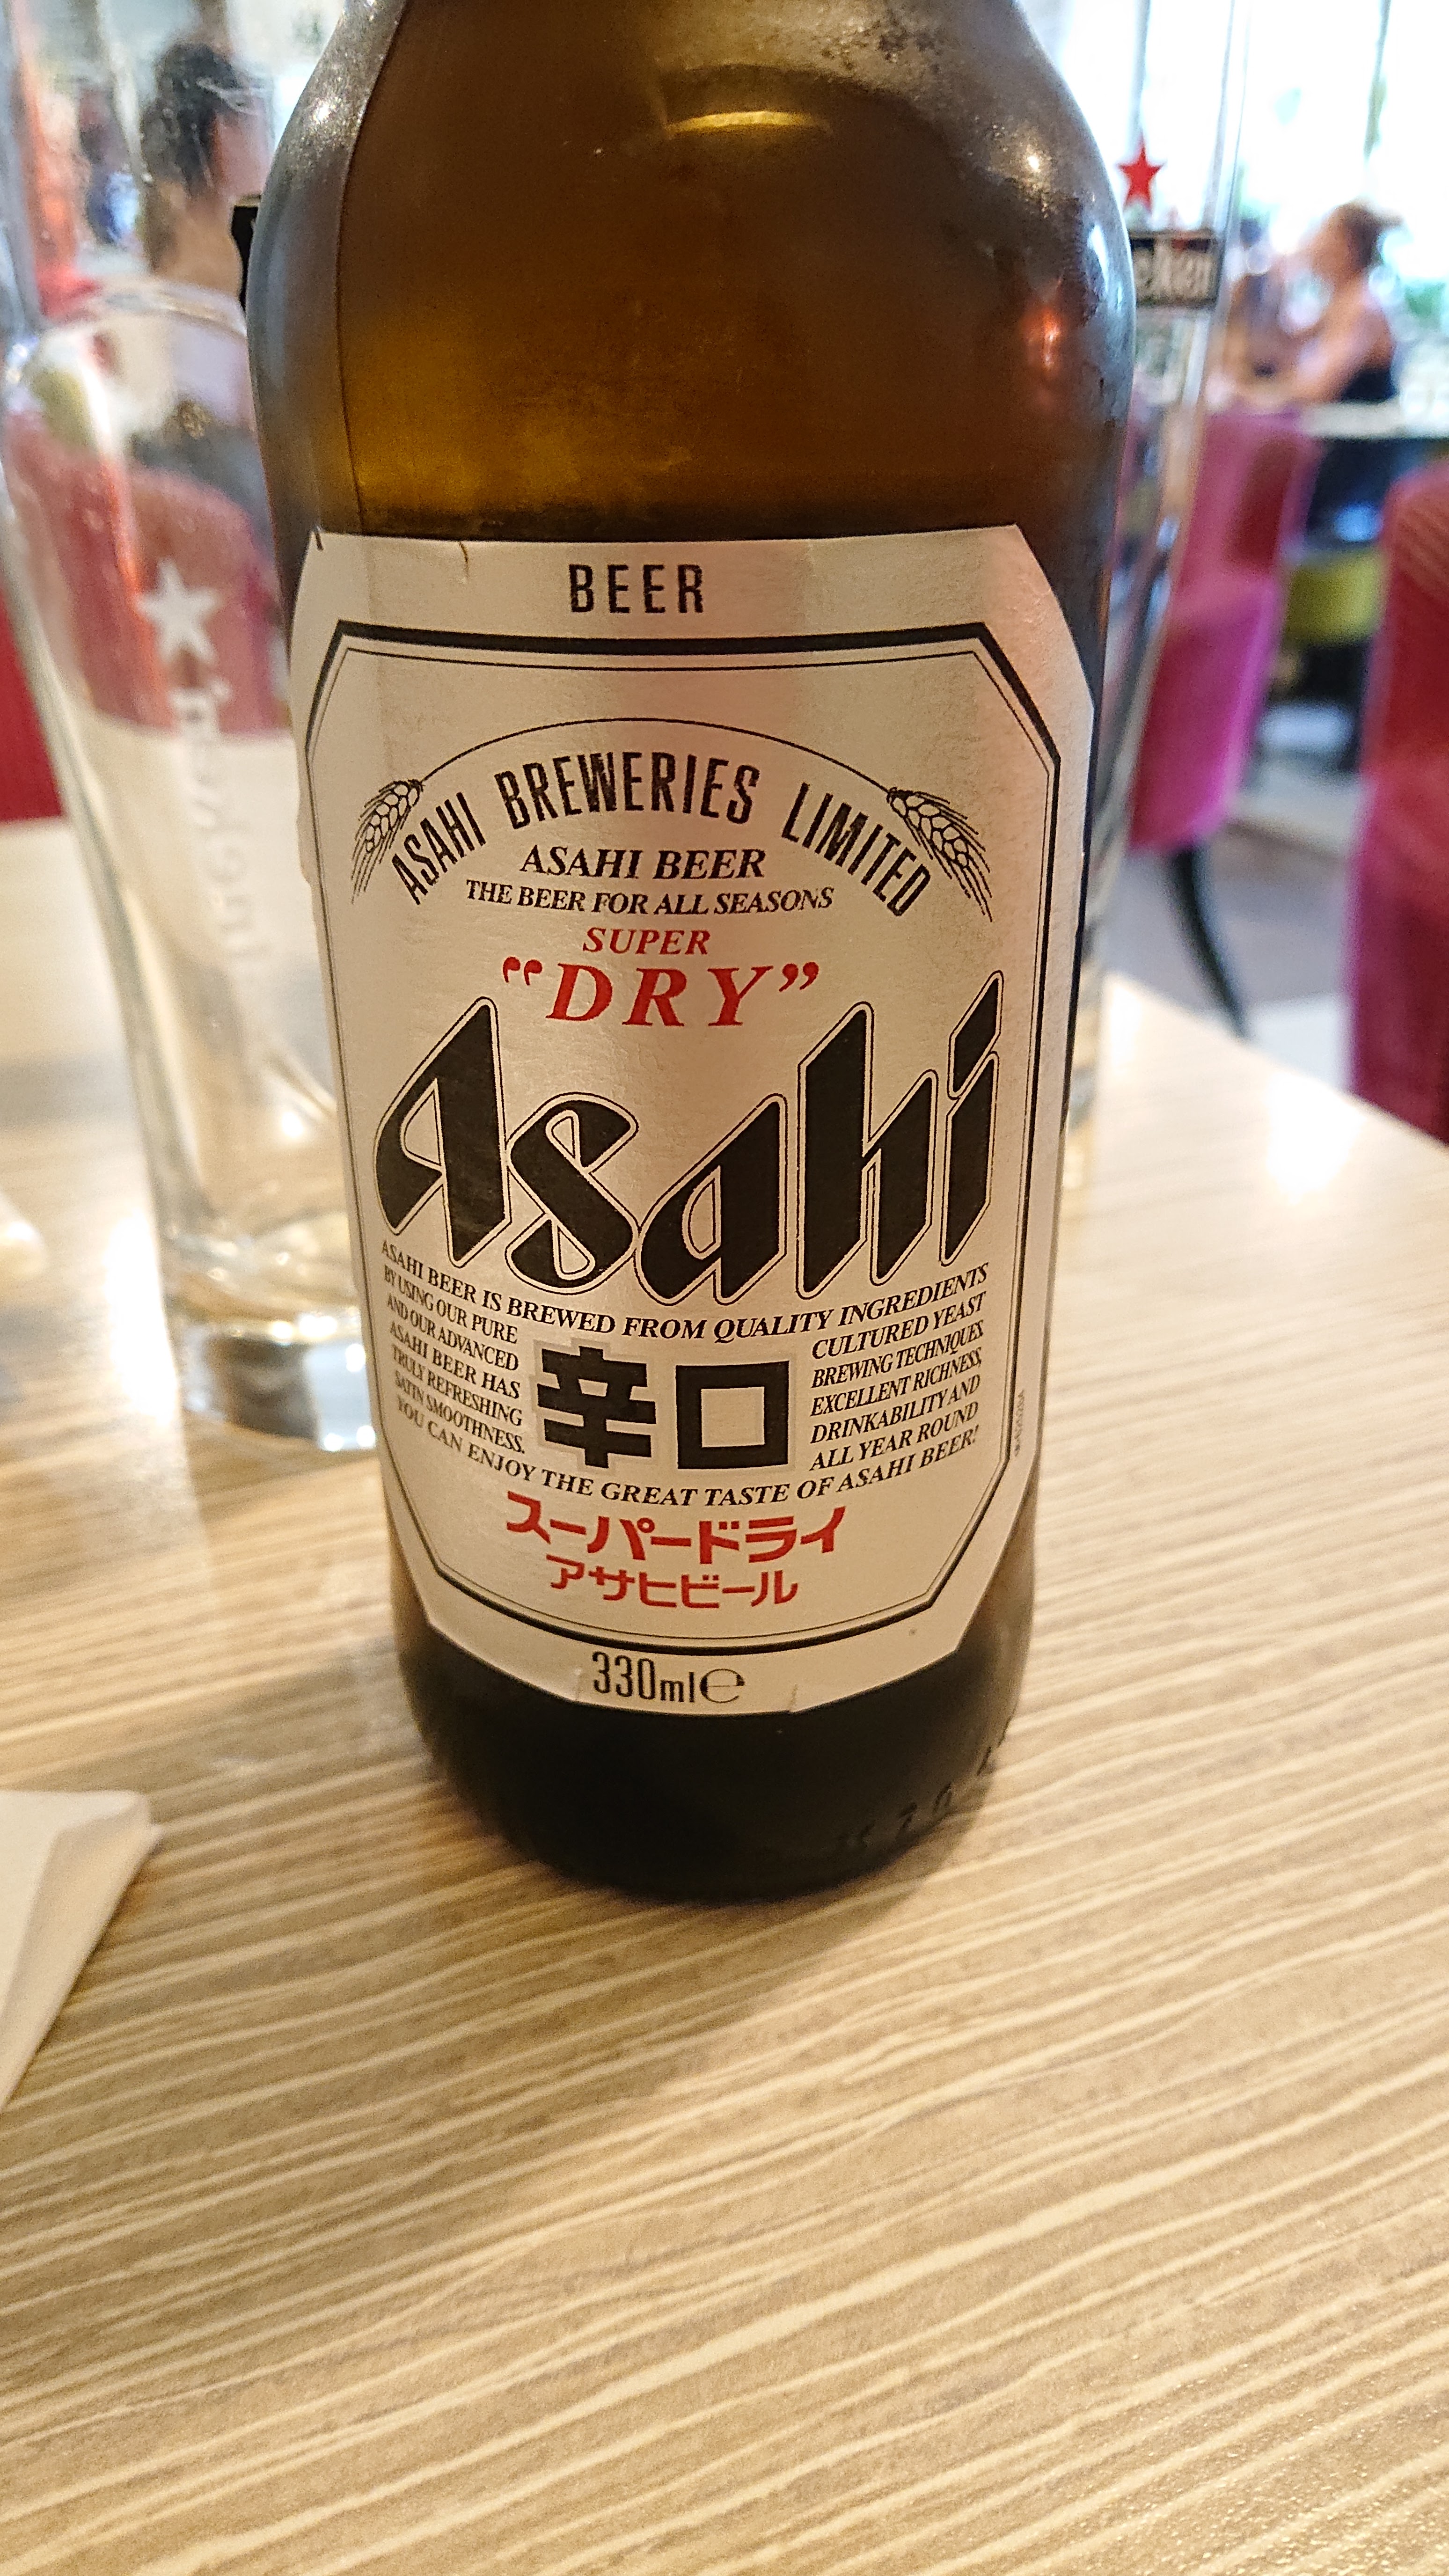 BEER
ASAHI BREWERIES LIMITED
ASAHI BEER
THE BEER FOR ALL SEASONS
SUPER
"DRY"
Asahi
ASAHI BEER IS BREWED FROM QUALITY INGREDIENTS
BY USING OUR PURE CULTURED YEAST
AND OUR ADVANCED BREWING TECHNIQUES,
ASAHI BEER HAS EXCELLENT RICHNESS,
TRULY REFRESHING DRINKABILITY AND
SATIN SMOOTHNESS. ALL YEAR ROUND
辛口
YOU CAN ENJOY THE GREAT TASTE OF ASAHI BEER!
スーパードライ
アサヒビール
330ml℮